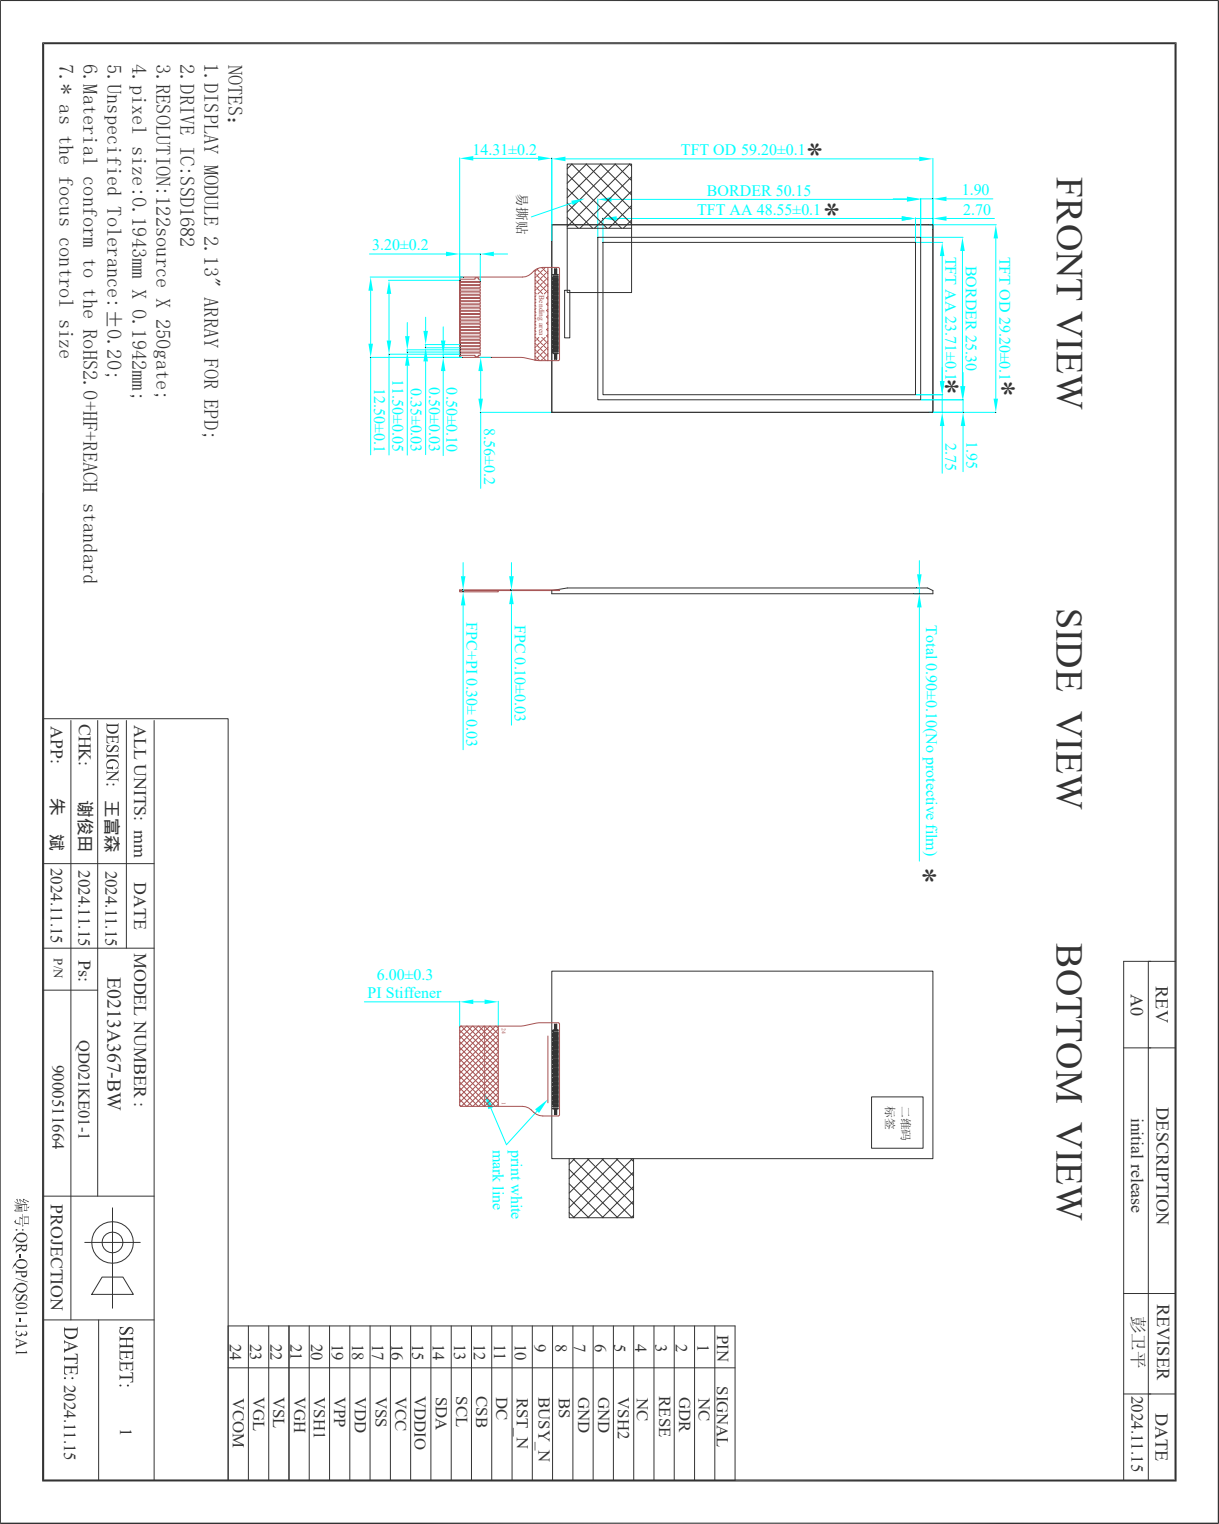 FRONT VIEW
SIDE VIEW
BOTTOM VIEW
REV DESCRIPTION REVISER DATE
A0 initial release 彭卫平 2024.11.15
14.31±0.2
TFT OD 59.20±0.1*
BORDER 50.15
TFT AA 48.55±0.1*
1.90
2.70
易撕贴
3.20±0.2
Bending area
TFT OD 29.20±0.1*
BORDER 25.30
TFT AA 23.71±0.1*
1.95
2.75
8.56±0.2
0.50±0.10
0.50±0.03
0.35±0.03
11.50±0.05
12.50±0.1
Total 0.90±0.10(No protective film) *
FPC 0.10±0.03
FPC+PI 0.30±0.03
6.00±0.3
PI Stiffener
24
1
print white
mark line
二维码
标签
PIN SIGNAL
1 NC
2 GDR
3 RESE
4 NC
5 VSH2
6 GND
7 GND
8 BS
9 BUSY_N
10 RST_N
11 DC
12 CSB
13 SCL
14 SDA
15 VDDIO
16 VCC
17 VSS
18 VDD
19 VPP
20 VSH1
21 VGH
22 VSL
23 VGL
24 VCOM
NOTES:
1.DISPLAY MODULE 2.13″ ARRAY FOR EPD;
2.DRIVE IC:SSD1682
3.RESOLUTION:122source X 250gate;
4.pixel size:0.1943mm X 0.1942mm;
5.Unspecified Tolerance:±0.20;
6.Material conform to the RoHS2.0+HF+REACH standard
7.* as the focus control size
ALL UNITS: mm DATE MODEL NUMBER :
E0213A367-BW
DESIGN: 王富森 2024.11.15
CHK: 谢俊田 2024.11.15 Ps: QD021KE01-1
APP: 朱 斌 2024.11.15 P/N 9000511664
PROJECTION
SHEET: 1
DATE: 2024.11.15
编号:QR-QP/QS01-13A1